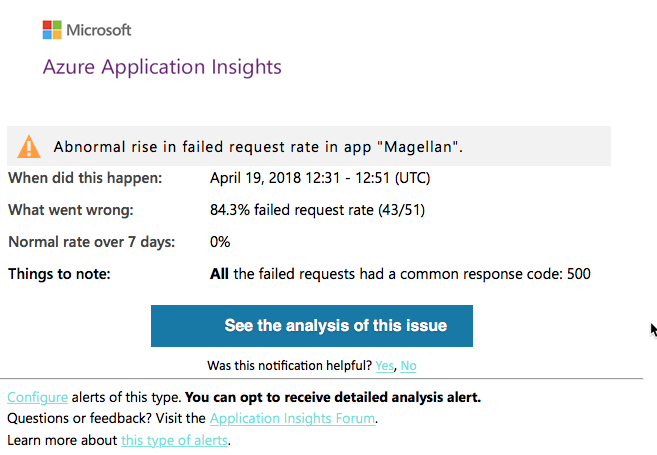 Microsoft
Azure Application Insights
Abnormal rise in failed request rate in app "Magellan".
When did this happen: April 19, 2018 12:31 - 12:51 (UTC)
What went wrong: 84.3% failed request rate (43/51)
Normal rate over 7 days: 0%
Things to note: All the failed requests had a common response code: 500
See the analysis of this issue
Was this notification helpful? Yes, No
Configure alerts of this type. You can opt to receive detailed analysis alert.
Questions or feedback? Visit the Application Insights Forum.
Learn more about this type of alerts.